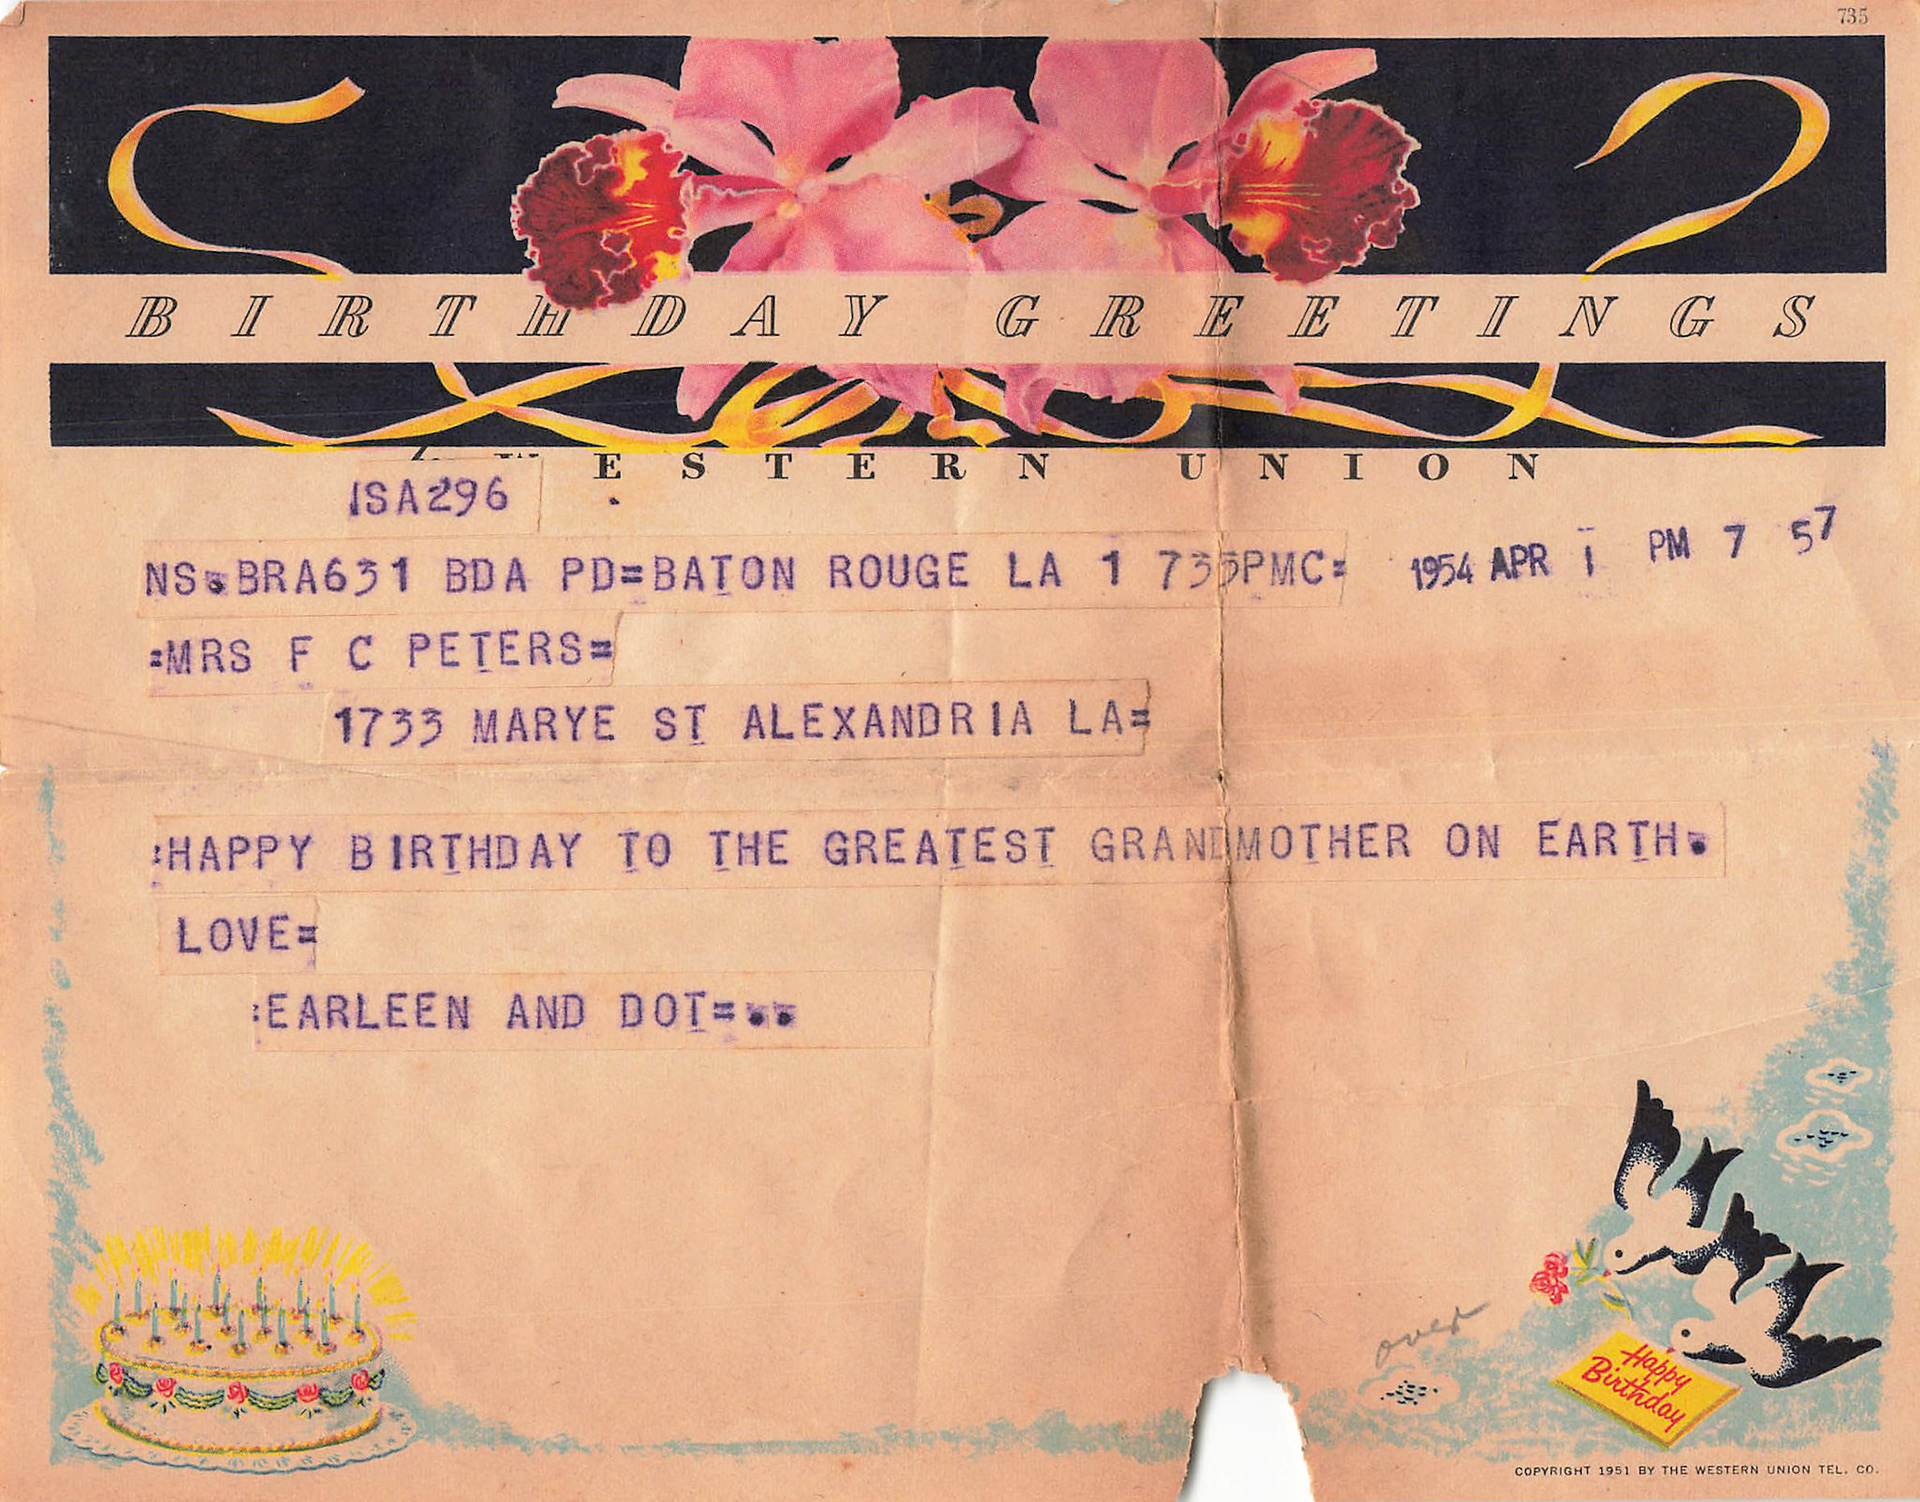 735
BIRTHDAY GREETINGS
WESTERN UNION
ISA296
NS.BRA631 BDA PD=BATON ROUGE LA 1 735PMC= 1954 APR 1 PM 7 57
=MRS F C PETERS=
1733 MARYE ST ALEXANDRIA LA=
:HAPPY BIRTHDAY TO THE GREATEST GRANDMOTHER ON EARTH.
LOVE=
:EARLEEN AND DOT=..
over
Happy
Birthday
COPYRIGHT 1951 BY THE WESTERN UNION TEL. CO.